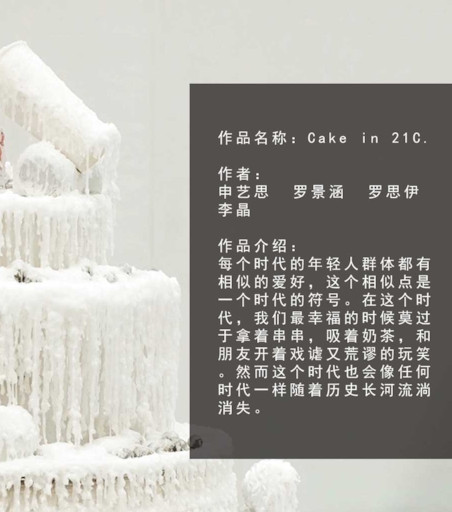 作品名称：Cake in 21C.
作者：
申艺思 罗景涵 罗思伊
李晶
作品介绍：
每个时代的年轻人群体都有
相似的爱好，这个相似点是
一个时代的符号。在这个时
代，我们最幸福的时候莫过
于拿着串串，吸着奶茶，和
朋友开着戏谑又荒谬的玩笑
。然而这个时代也会像任何
时代一样随着历史长河流淌
消失。